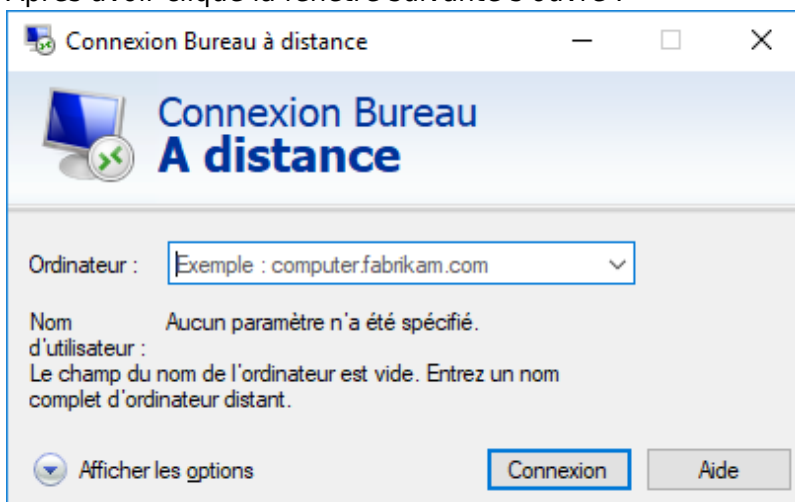 Connexion Bureau à distance
Connexion Bureau
A distance
Ordinateur :
Exemple : computer.fabrikam.com
Nom
d'utilisateur :
Aucun paramètre n'a été spécifié.
Le champ du nom de l'ordinateur est vide. Entrez un nom
complet d'ordinateur distant.
Afficher les options
Connexion
Aide